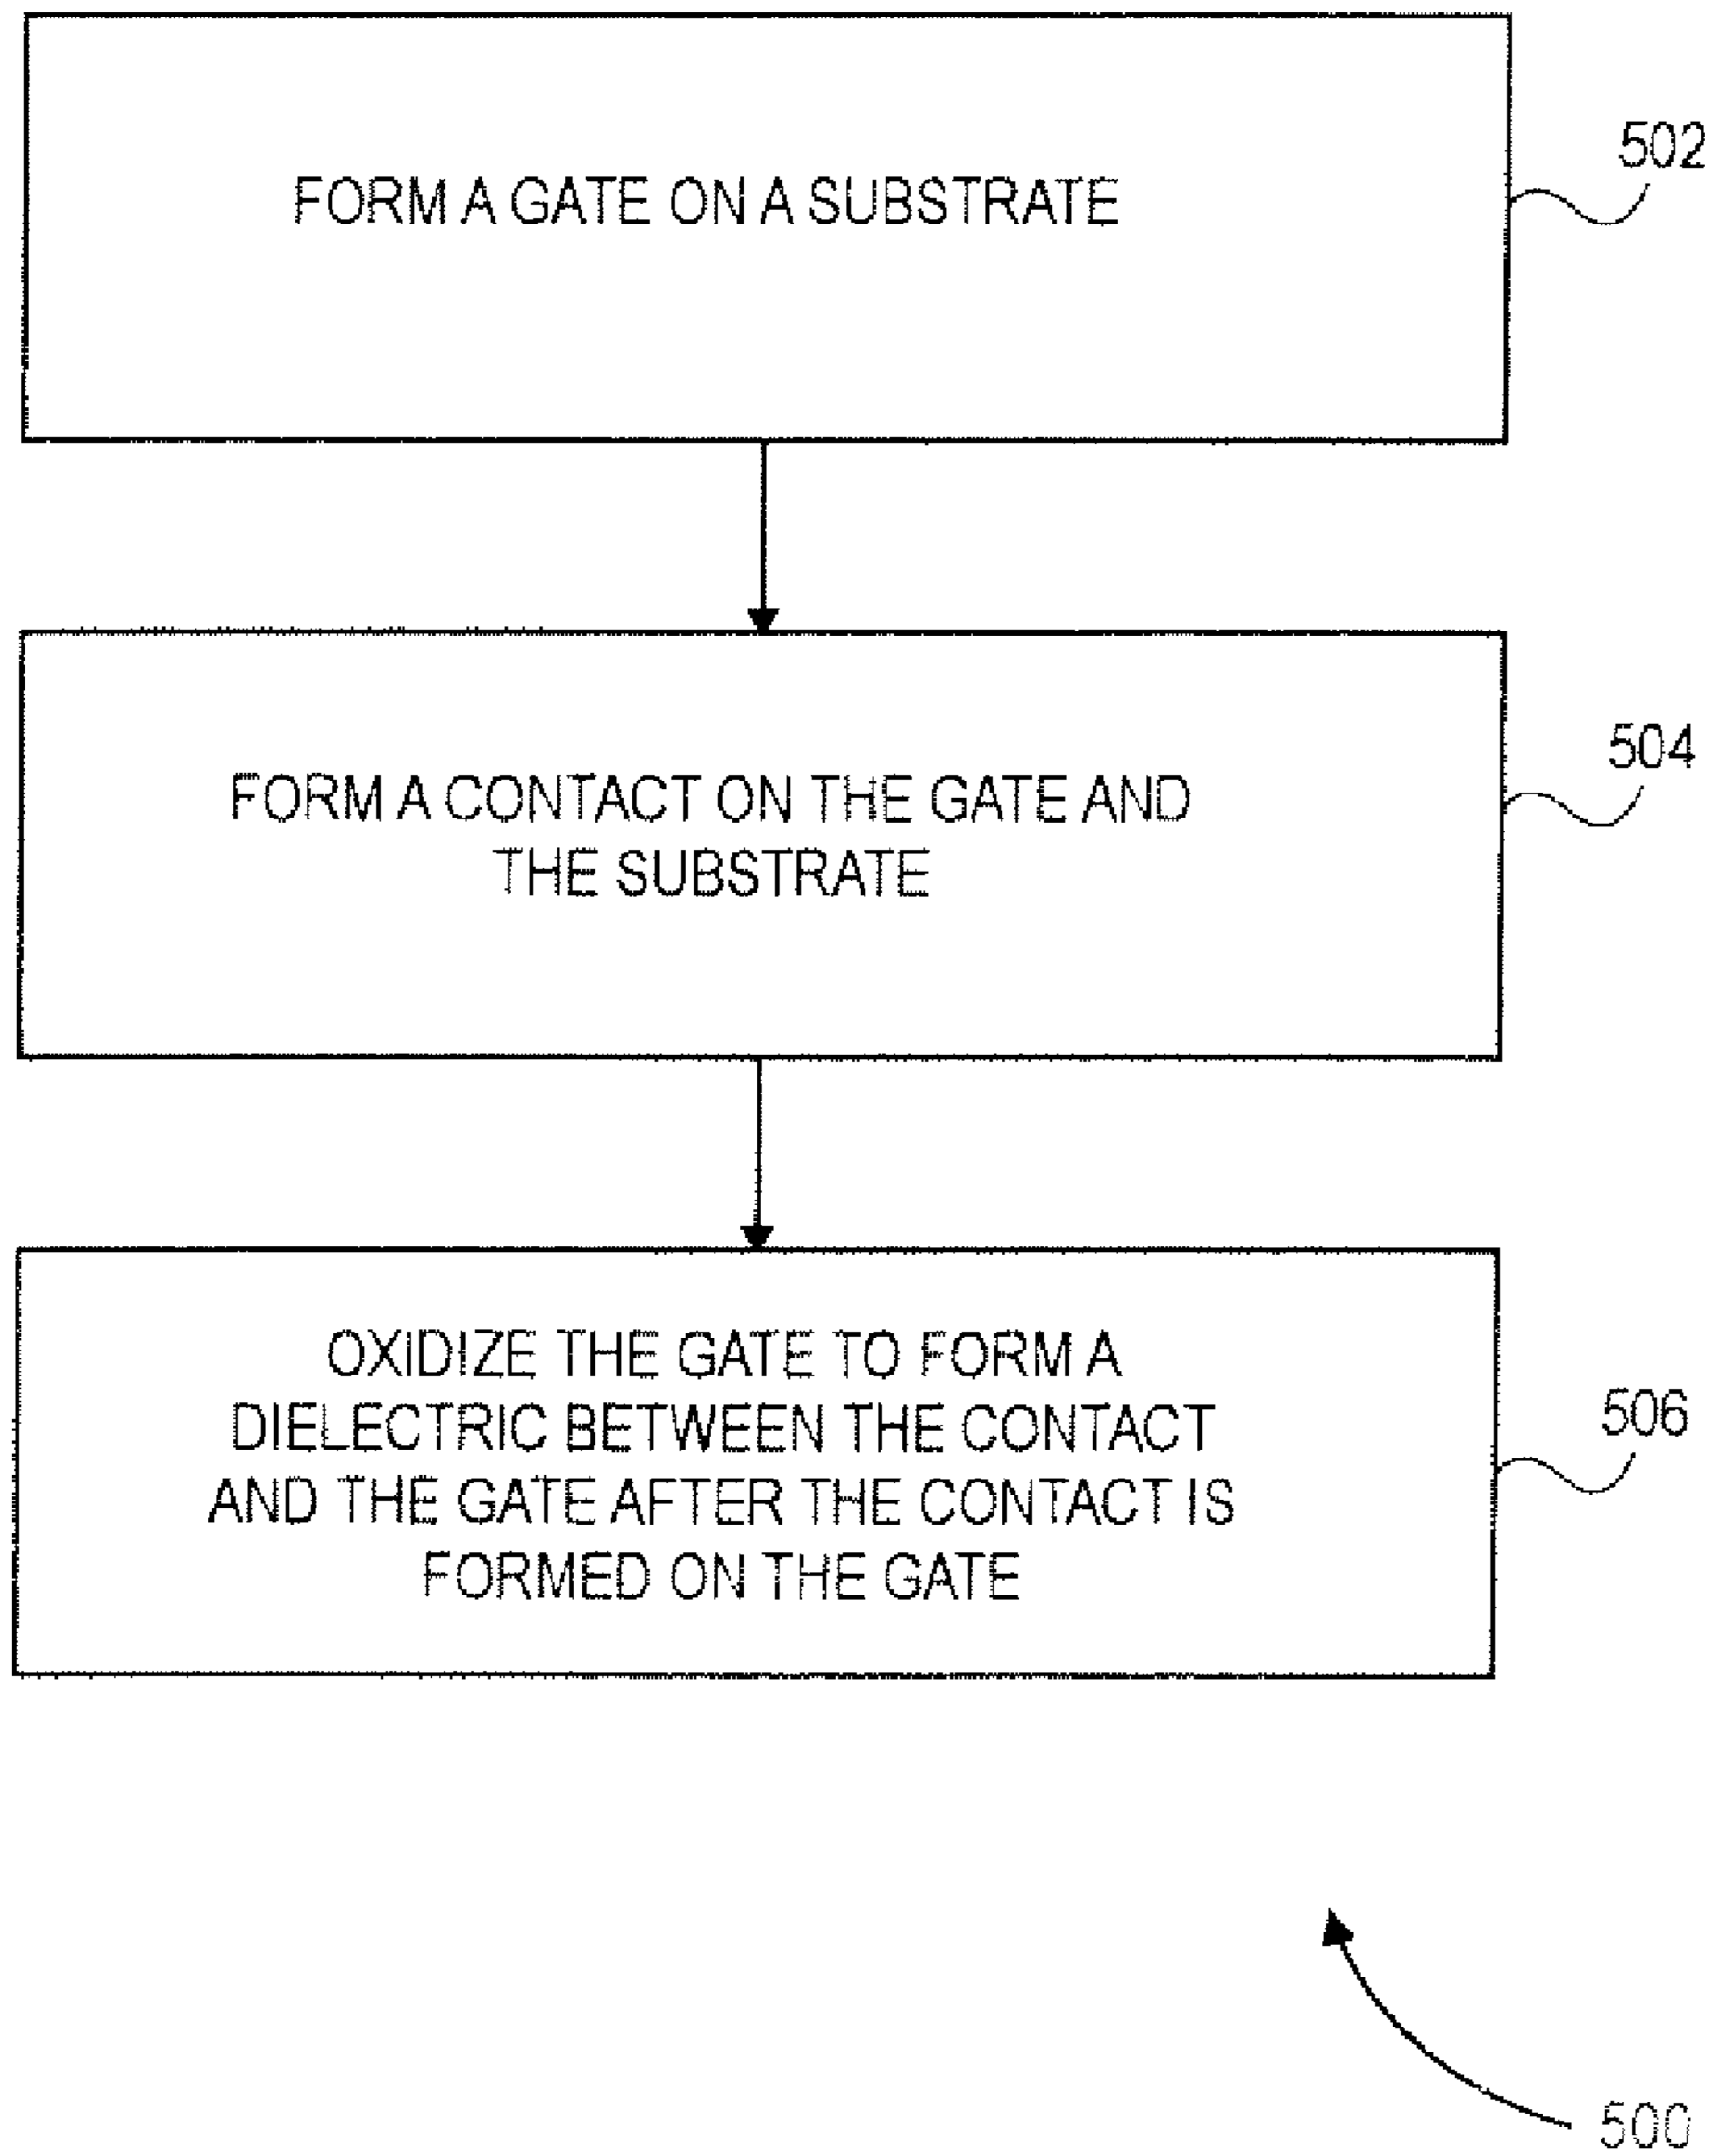 FORM A GATE ON A SUBSTRATE
502
FORM A CONTACT ON THE GATE AND
THE SUBSTRATE
504
OXIDIZE THE GATE TO FORM A
DIELECTRIC BETWEEN THE CONTACT
AND THE GATE AFTER THE CONTACT IS
FORMED ON THE GATE
506
500